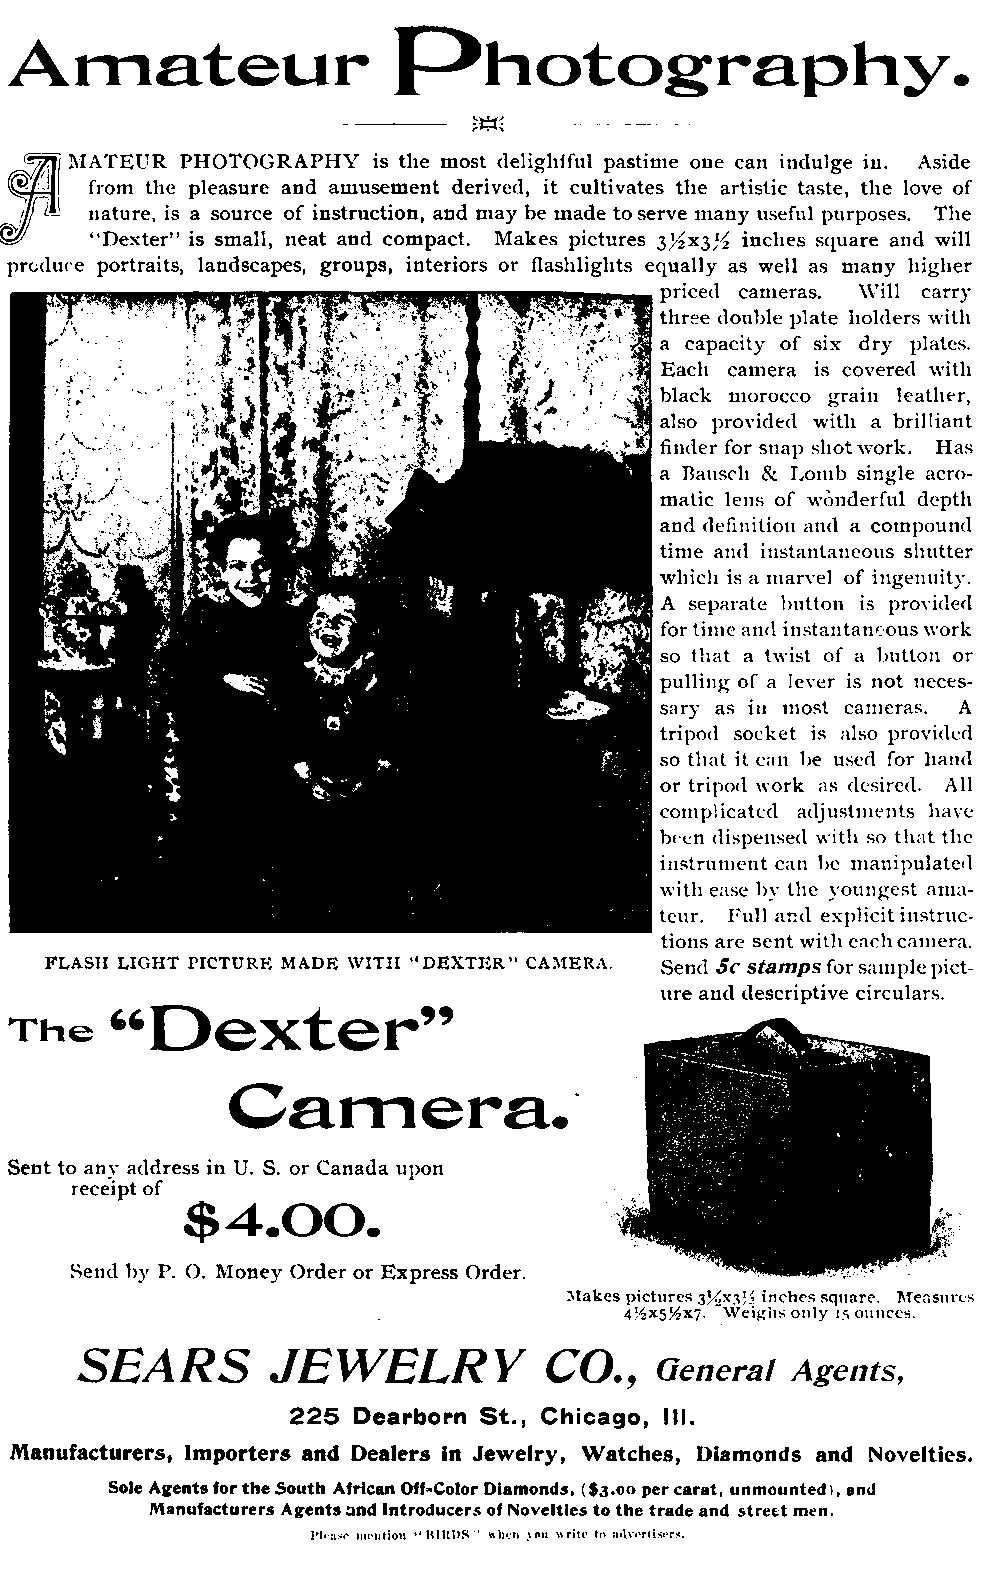 Amateur Photography.
AMATEUR PHOTOGRAPHY is the most delightful pastime one can indulge in. Aside
from the pleasure and amusement derived, it cultivates the artistic taste, the love of
nature, is a source of instruction, and may be made to serve many useful purposes. The
"Dexter" is small, neat and compact. Makes pictures 3½x3½ inches square and will
produce portraits, landscapes, groups, interiors or flashlights equally as well as many higher
priced cameras. Will carry
three double plate holders with
a capacity of six dry plates.
Each camera is covered with
black morocco grain leather,
also provided with a brilliant
finder for snap shot work. Has
a Bausch & Lomb single acro-
matic lens of wonderful depth
and definition and a compound
time and instantaneous shutter
which is a marvel of ingenuity.
A separate button is provided
for time and instantaneous work
so that a twist of a button or
pulling of a lever is not neces-
sary as in most cameras. A
tripod socket is also provided
so that it can be used for hand
or tripod work as desired. All
complicated adjustments have
been dispensed with so that the
instrument can be manipulated
with ease by the youngest ama-
teur. Full and explicit instruc-
tions are sent with each camera.
Send 5c stamps for sample pict-
ure and descriptive circulars.
FLASH LIGHT PICTURE MADE WITH "DEXTER" CAMERA.
The "Dexter"
Camera.
Sent to any address in U. S. or Canada upon
receipt of
$4.00.
Send by P. O. Money Order or Express Order.
Makes pictures 3½x3½ inches square. Measures
4½x5½x7. Weighs only 15 ounces.
SEARS JEWELRY CO., General Agents,
225 Dearborn St., Chicago, Ill.
Manufacturers, Importers and Dealers in Jewelry, Watches, Diamonds and Novelties.
Sole Agents for the South African Off-Color Diamonds, ($3.00 per carat, unmounted), and
Manufacturers Agents and Introducers of Novelties to the trade and street men.
Please mention "BIRDS" when you write to advertisers.